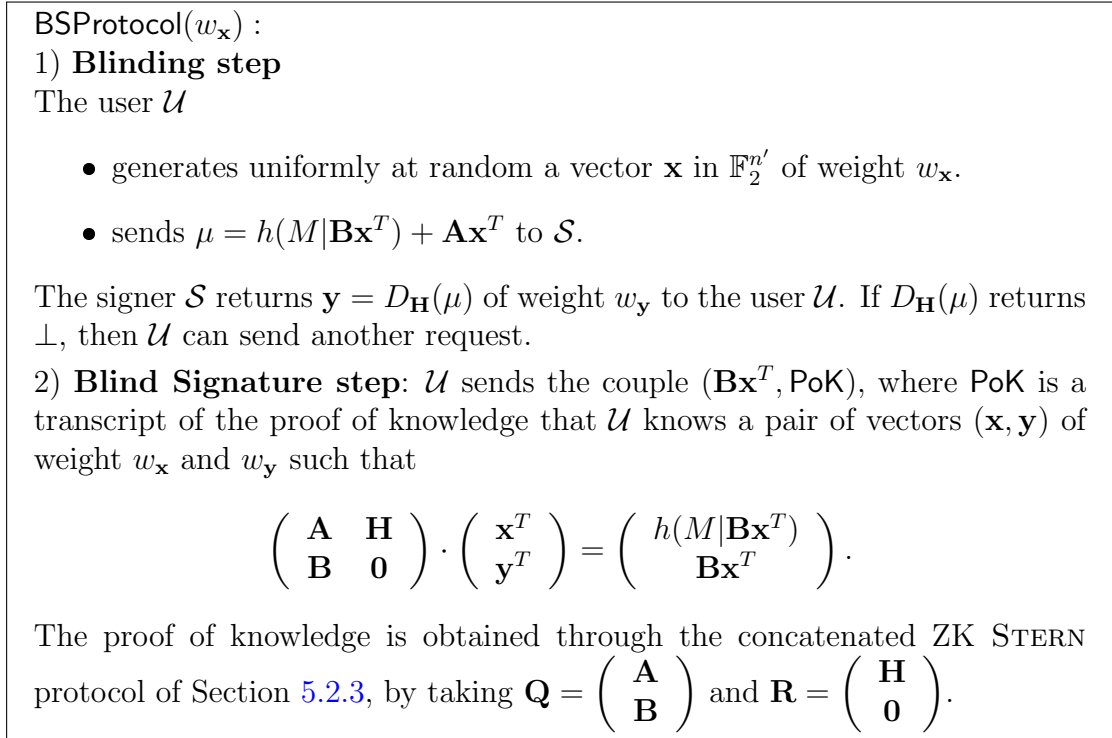 BSProtocol(w_x) :
1) Blinding step
The user 𝒰
• generates uniformly at random a vector x in 𝔽₂^{n′} of weight w_x.
• sends μ = h(M|Bx^T) + Ax^T to 𝒮.
The signer 𝒮 returns y = D_H(μ) of weight w_y to the user 𝒰. If D_H(μ) returns
⊥, then 𝒰 can send another request.
2) Blind Signature step: 𝒰 sends the couple (Bx^T, PoK), where PoK is a
transcript of the proof of knowledge that 𝒰 knows a pair of vectors (x, y) of
weight w_x and w_y such that
( A H ; B 0 ) · ( x^T ; y^T ) = ( h(M|Bx^T) ; Bx^T ) .
The proof of knowledge is obtained through the concatenated ZK STERN
protocol of Section 5.2.3, by taking Q = ( A ; B ) and R = ( H ; 0 ).